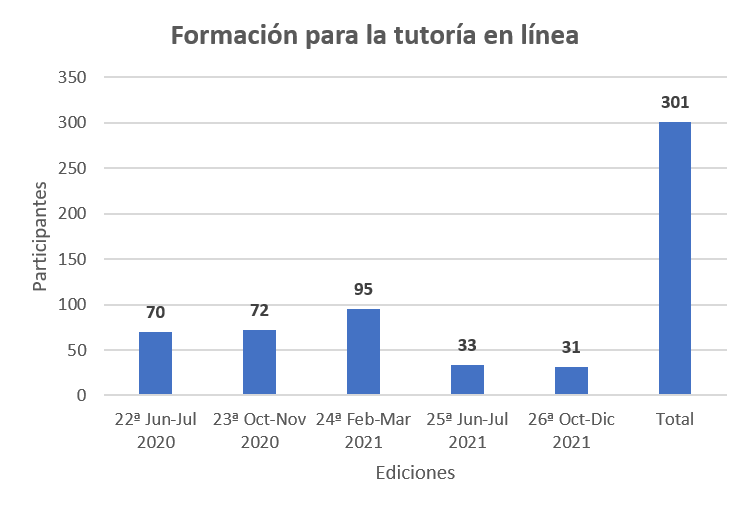 Formación para la tutoría en línea
350
300
250
200
150
100
50
0
Participantes
70
72
95
33
31
301
22ª Jun-Jul
2020
23ª Oct-Nov
2020
24ª Feb-Mar
2021
25ª Jun-Jul
2021
26ª Oct-Dic
2021
Total
Ediciones